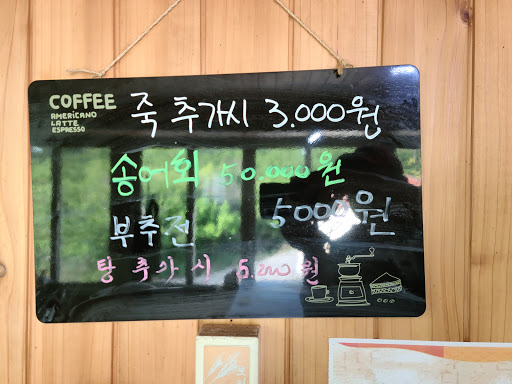 COFFEE
AMERICANO
LATTE
ESPRESSO
죽 추가시 3.000원
송어회 50.000원
부추전 5000원
탕 추가시 5.000원